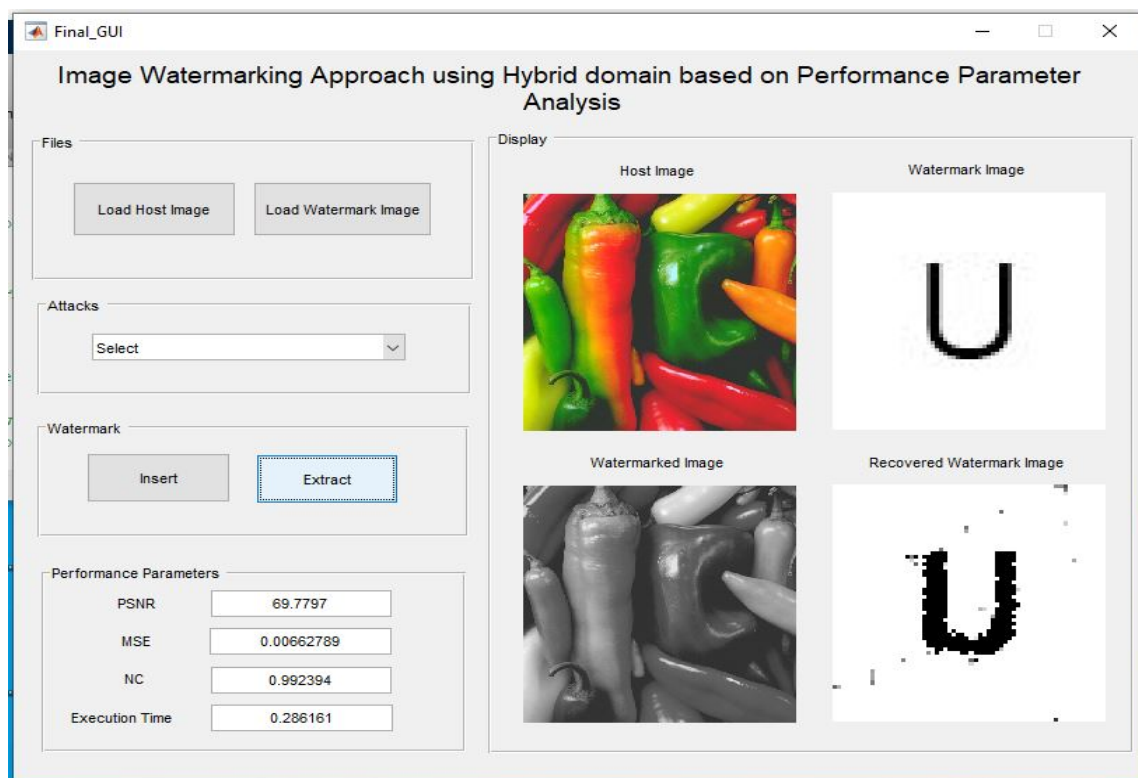 Final_GUI
Image Watermarking Approach using Hybrid domain based on Performance Parameter
Analysis
Files
Load Host Image
Load Watermark Image
Attacks
Select
Watermark
Insert
Extract
Performance Parameters
PSNR
69.7797
MSE
0.00662789
NC
0.992394
Execution Time
0.286161
Display
Host Image
Watermark Image
U
Watermarked Image
Recovered Watermark Image
U